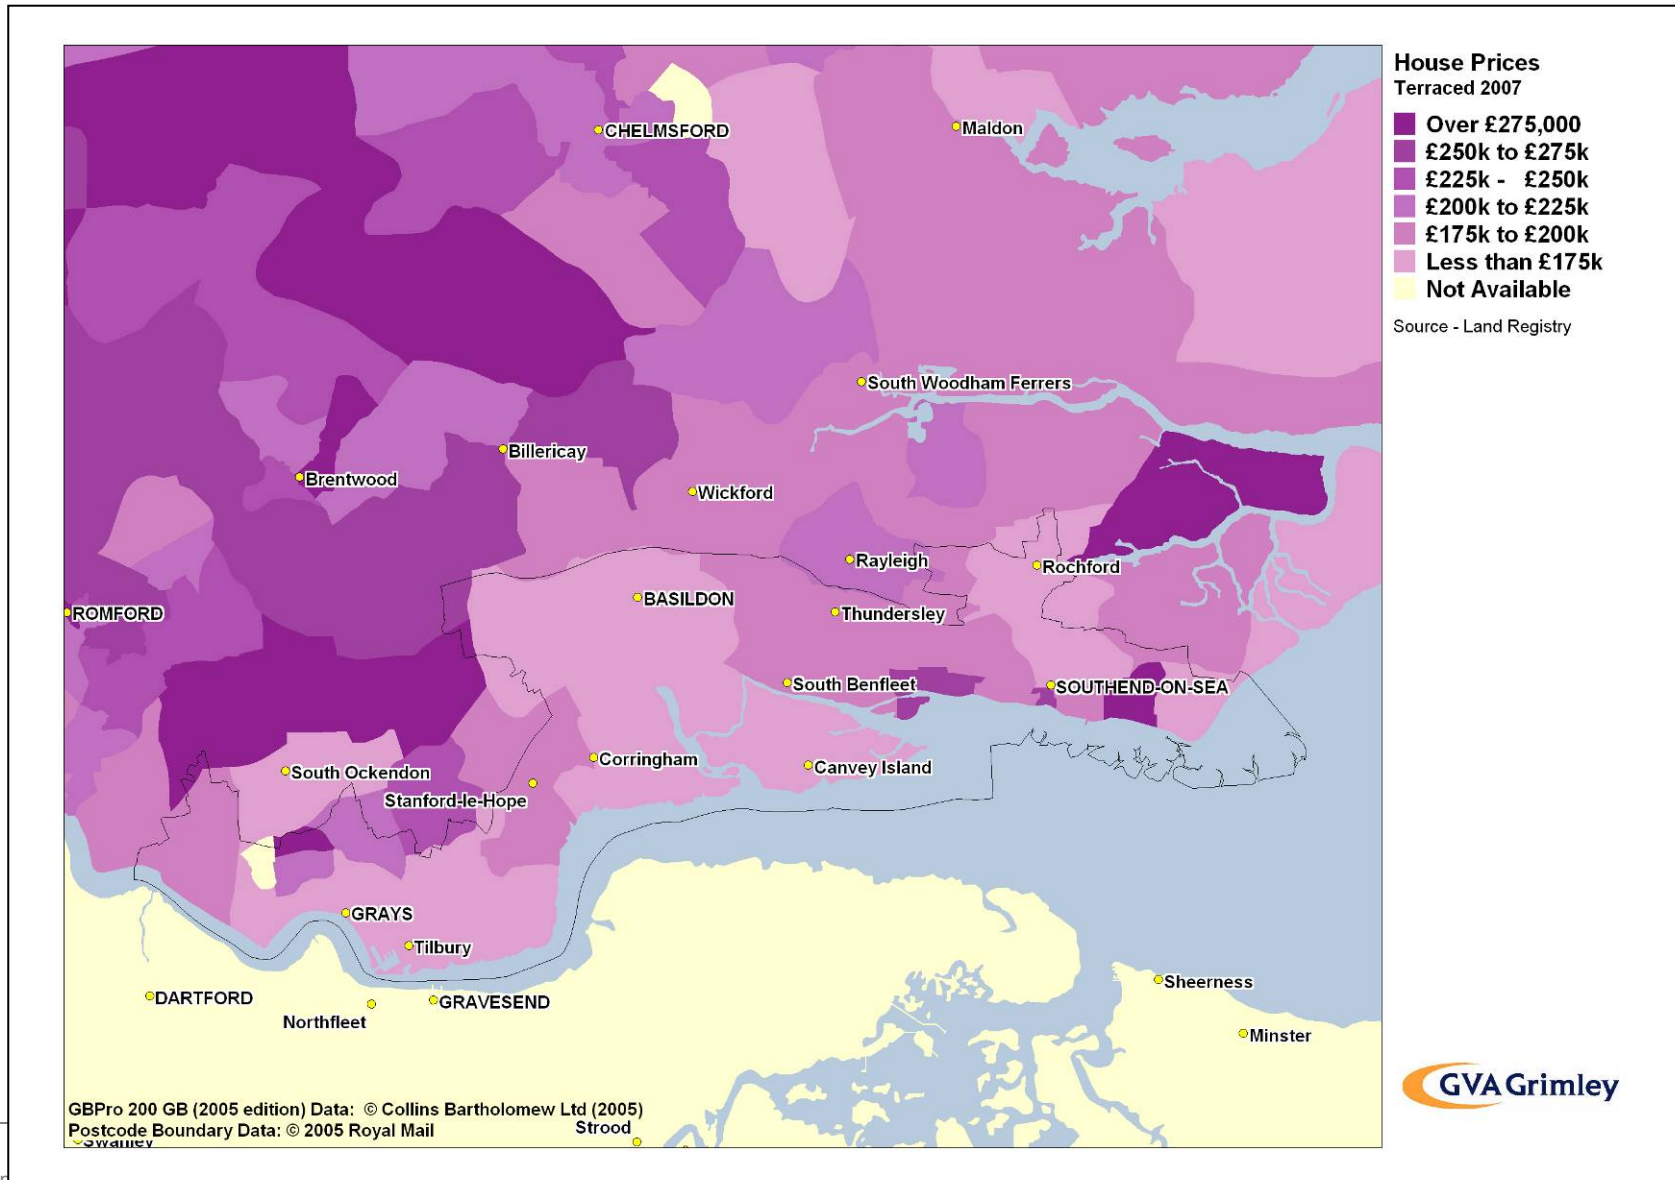 House Prices
Terraced 2007
Over £275,000
£250k to £275k
£225k - £250k
£200k to £225k
£175k to £200k
Less than £175k
Not Available
Source - Land Registry
CHELMSFORD
Maldon
South Woodham Ferrers
Billericay
Brentwood
Wickford
Rayleigh
Rochford
ROMFORD
BASILDON
Thundersley
South Benfleet
SOUTHEND-ON-SEA
Corringham
Canvey Island
South Ockendon
Stanford-le-Hope
GRAYS
Tilbury
DARTFORD
Northfleet
GRAVESEND
Sheerness
Minster
GVA Grimley
GBPro 200 GB (2005 edition) Data: © Collins Bartholomew Ltd (2005)
Postcode Boundary Data: © 2005 Royal Mail
Strood
Swanley